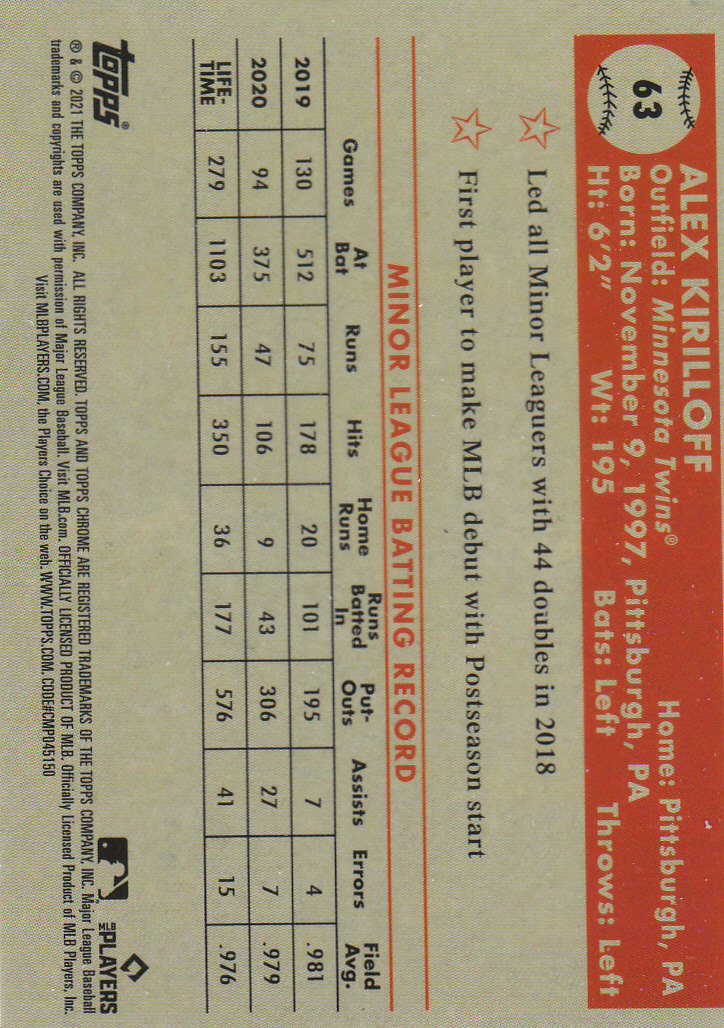 63
ALEX KIRILLOFF
Outfield: Minnesota Twins® Home: Pittsburgh, PA
Born: November 9, 1997, Pittsburgh, PA
Ht: 6'2" Wt: 195 Bats: Left Throws: Left
Led all Minor Leaguers with 44 doubles in 2018
First player to make MLB debut with Postseason start
MINOR LEAGUE BATTING RECORD
Games At Bat Runs Hits Home Runs Runs Batted In Put-Outs Assists Errors Field Avg.
2019 130 512 75 178 20 101 195 7 4 .981
2020 94 375 47 106 9 43 306 27 7 .979
LIFE-TIME 279 1103 155 350 36 177 576 41 15 .976
topps®
MLB PLAYERS
® & © 2021 THE TOPPS COMPANY, INC. ALL RIGHTS RESERVED. TOPPS AND TOPPS CHROME ARE REGISTERED TRADEMARKS OF THE TOPPS COMPANY, INC. Major League Baseball
trademarks and copyrights are used with permission of Major League Baseball. Visit MLB.com. OFFICIALLY LICENSED PRODUCT OF MLB. Officially Licensed Product of MLB Players, Inc.
Visit MLBPLAYERS.COM, the Players Choice on the web. WWW.TOPPS.COM. CODE#CMP045150